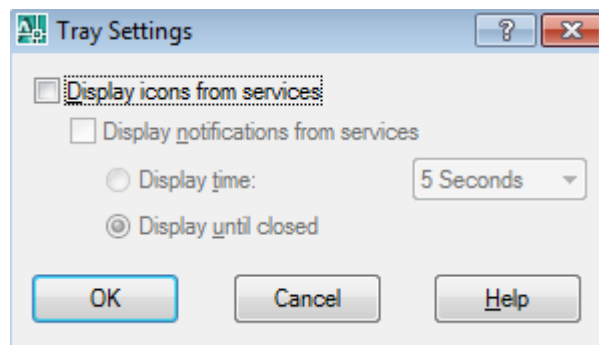 Tray Settings
Display icons from services
Display notifications from services
Display time: 5 Seconds
Display until closed
OK Cancel Help